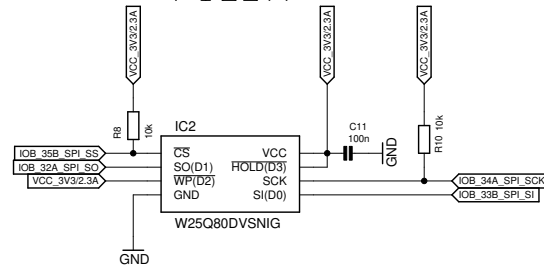 VCC_3V3/2.3A
VCC_3V3/2.3A
VCC_3V3/2.3A
R8
10k
IC2
C11
100n
GND
R10 10k
IOB_35B_SPI_SS
IOB_32A_SPI_SO
VCC_3V3/2.3A
CS
SO(D1)
WP(D2)
GND
VCC
HOLD(D3)
SCK
SI(D0)
IOB_34A_SPI_SCK
IOB_33B_SPI_SI
W25Q80DVSNIG
GND